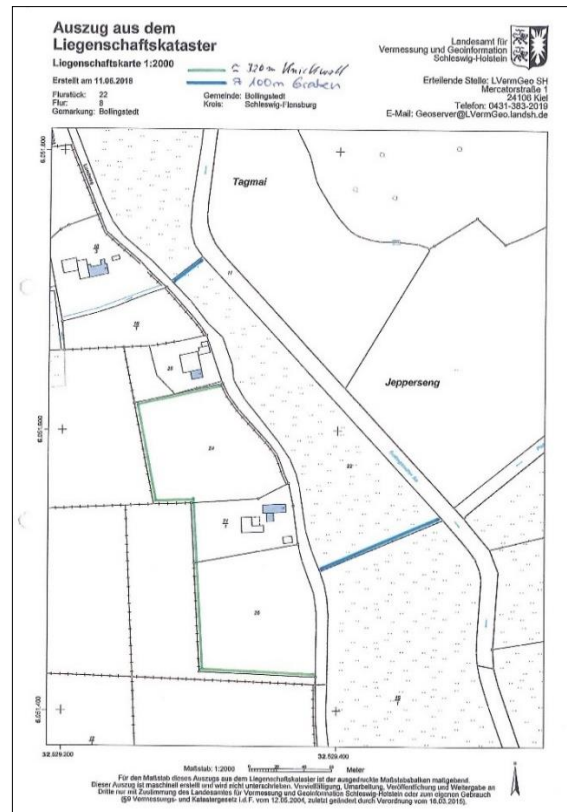 Auszug aus dem
Liegenschaftskataster
Liegenschaftskarte 1:2000
Erstellt am 11.06.2018
Flurstück: 22
Flur: 8
Gemarkung: Bollingstedt
Gemeinde: Bollingstedt
Kreis: Schleswig-Flensburg
≙ 320m Knickwall
≙ 100m Graben
Landesamt für
Vermessung und Geoinformation
Schleswig-Holstein
Erteilende Stelle: LVermGeo SH
Mercatorstraße 1
24106 Kiel
Telefon: 0431-383-2019
E-Mail: Geoserver@LVermGeo.landsh.de
Tagmai
Jepperseng
24
22
32.529.200
32.529.400
Maßstab: 1:2000
Meter
Für den Maßstab dieses Auszugs aus dem Liegenschaftskataster ist der ausgedruckte Maßstabsbalken maßgebend.
Dieser Auszug ist maschinell erstellt und wird nicht unterschrieben. Vervielfältigung, Umarbeitung, Veröffentlichung und Weitergabe an
Dritte nur mit Zustimmung des Landesamtes für Vermessung und Geoinformation Schleswig-Holstein oder zum eigenen Gebrauch
(§9 Vermessungs- und Katastergesetz i.d.F. vom 12.05.2004, zuletzt geändert durch Verordnung vom 16.03.2015).